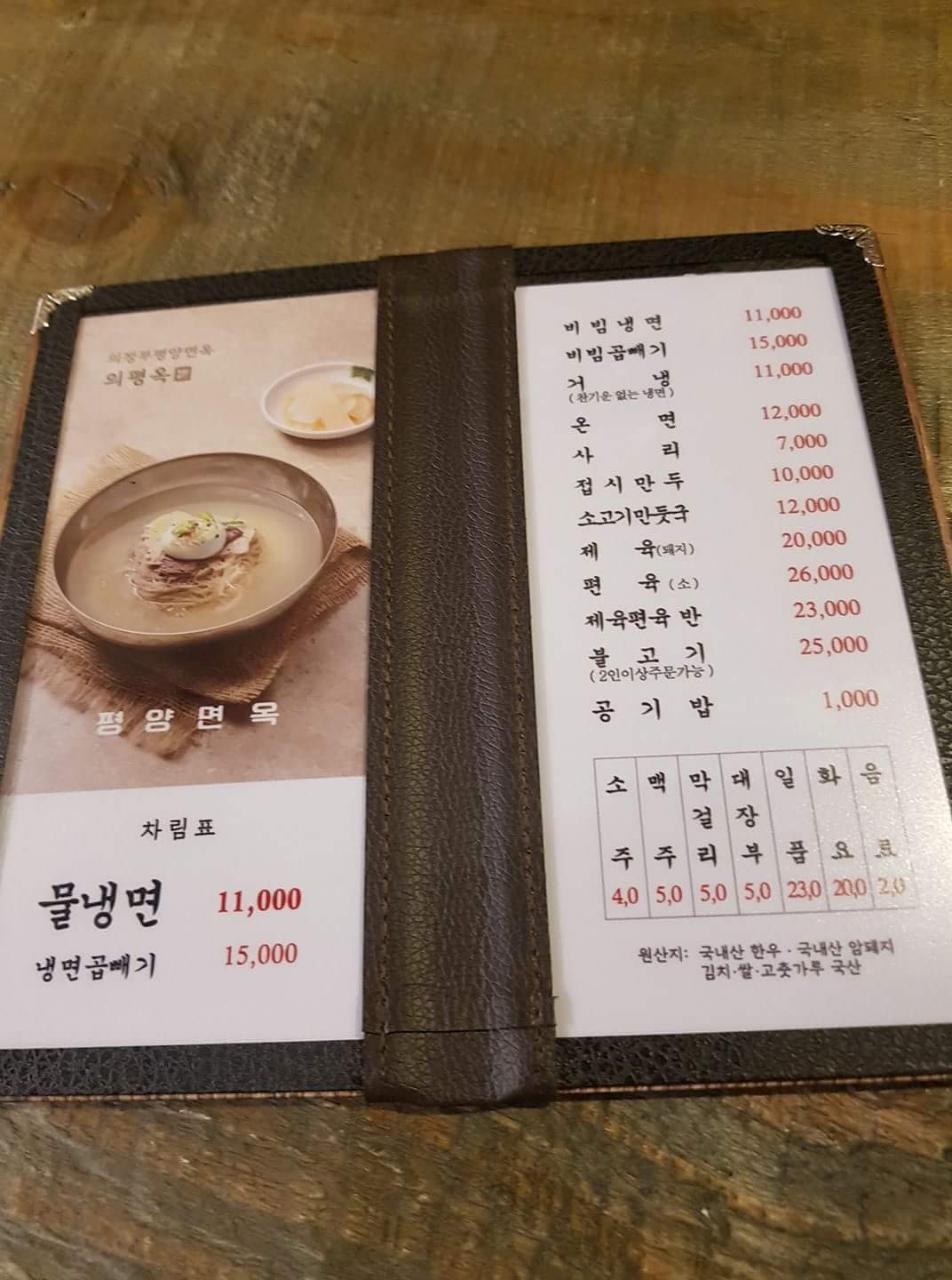 의정부평양면옥
의평옥
평양면옥
차림표
물냉면 11,000
냉면곱빼기 15,000
비빔냉면 11,000
비빔곱빼기 15,000
거냉 11,000
(찬기운 없는 냉면)
온면 12,000
사리 7,000
접시만두 10,000
소고기만둣국 12,000
제육(돼지) 20,000
편육(소) 26,000
제육편육 반 23,000
불고기 25,000
(2인이상주문가능)
공기밥 1,000
소주 4,0
맥주 5,0
막걸리 5,0
대장부 5,0
일품 23,0
화요 20,0
음료 2,0
원산지: 국내산 한우 · 국내산 암돼지
김치·쌀·고춧가루 국산